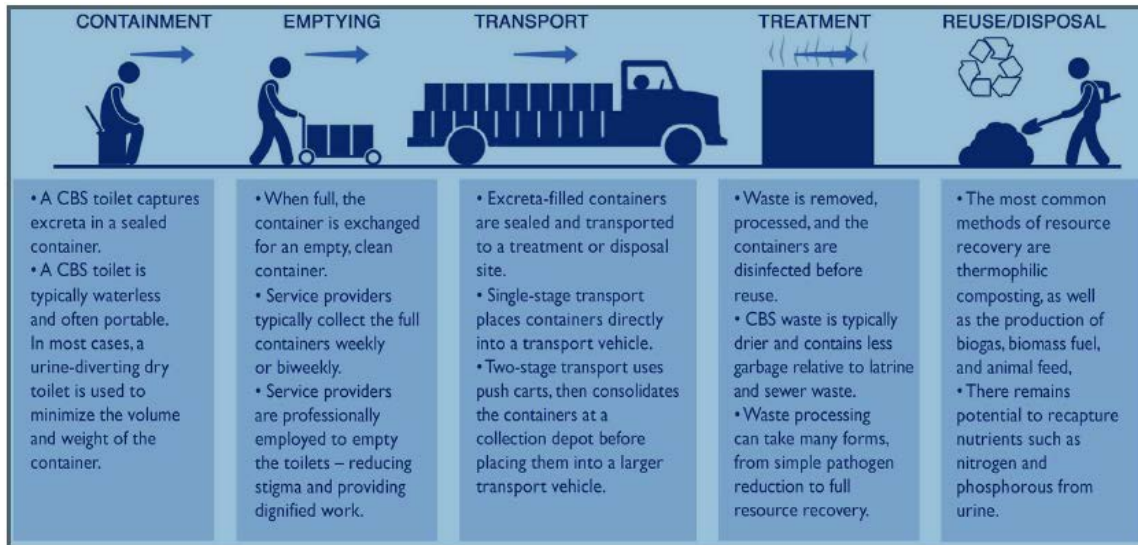 CONTAINMENT
EMPTYING
TRANSPORT
TREATMENT
REUSE/DISPOSAL
• A CBS toilet captures
excreta in a sealed
container.
• A CBS toilet is
typically waterless
and often portable.
In most cases, a
urine-diverting dry
toilet is used to
minimize the volume
and weight of the
container.
• When full, the
container is exchanged
for an empty, clean
container.
• Service providers
typically collect the full
containers weekly
or biweekly.
• Service providers
are professionally
employed to empty
the toilets – reducing
stigma and providing
dignified work.
• Excreta-filled containers
are sealed and transported
to a treatment or disposal
site.
• Single-stage transport
places containers directly
into a transport vehicle.
• Two-stage transport uses
push carts, then consolidates
the containers at a
collection depot before
placing them into a larger
transport vehicle.
• Waste is removed,
processed, and the
containers are
disinfected before
reuse.
• CBS waste is typically
drier and contains less
garbage relative to latrine
and sewer waste.
• Waste processing
can take many forms,
from simple pathogen
reduction to full
resource recovery.
• The most common
methods of resource
recovery are
thermophilic
composting, as well
as the production of
biogas, biomass fuel,
and animal feed,
• There remains
potential to recapture
nutrients such as
nitrogen and
phosphorous from
urine.